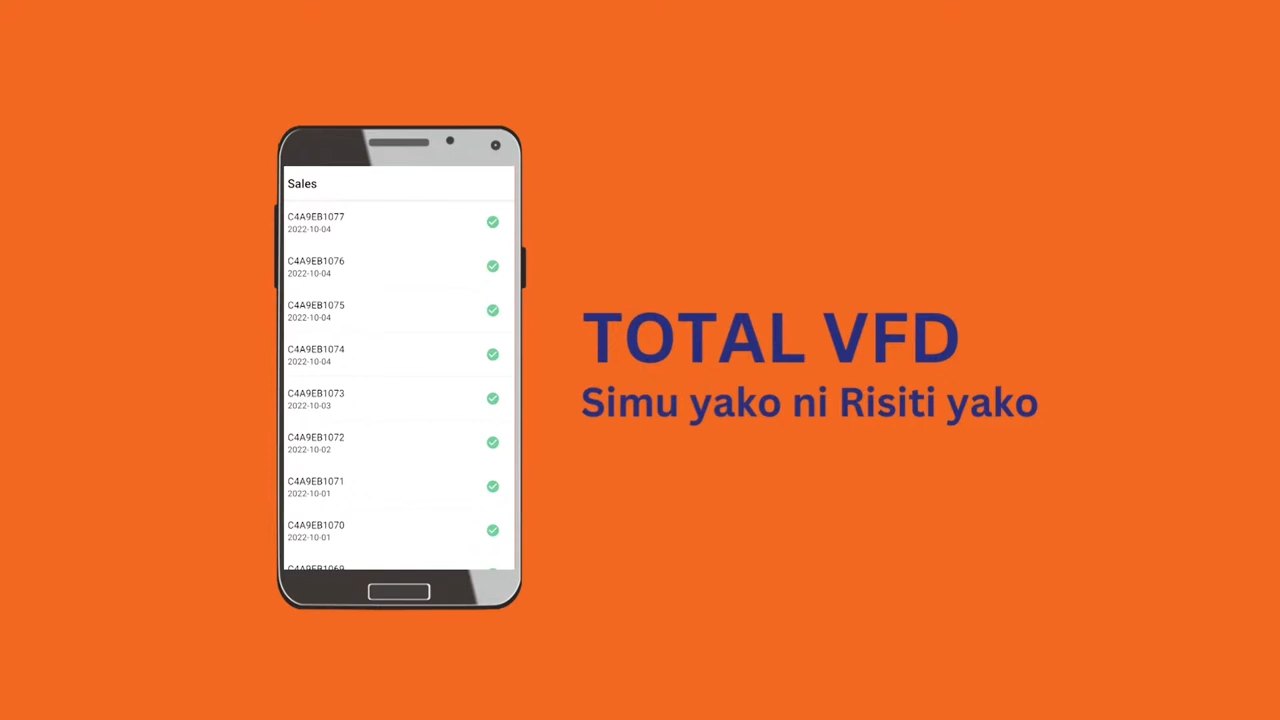 Sales
C4A9EB1077
2022-10-04
C4A9EB1076
2022-10-04
C4A9EB1075
2022-10-04
C4A9EB1074
2022-10-04
C4A9EB1073
2022-10-03
C4A9EB1072
2022-10-02
C4A9EB1071
2022-10-01
C4A9EB1070
2022-10-01
C4A9EB1069
TOTAL VFD
Simu yako ni Risiti yako